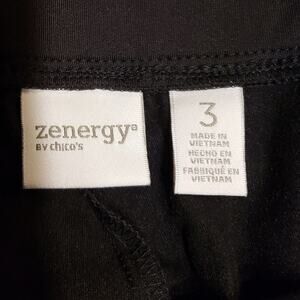 zenergy®
BY chico's
3
MADE IN
VIETNAM
HECHO EN
VIETNAM
FABRIQUÉ EN
VIETNAM